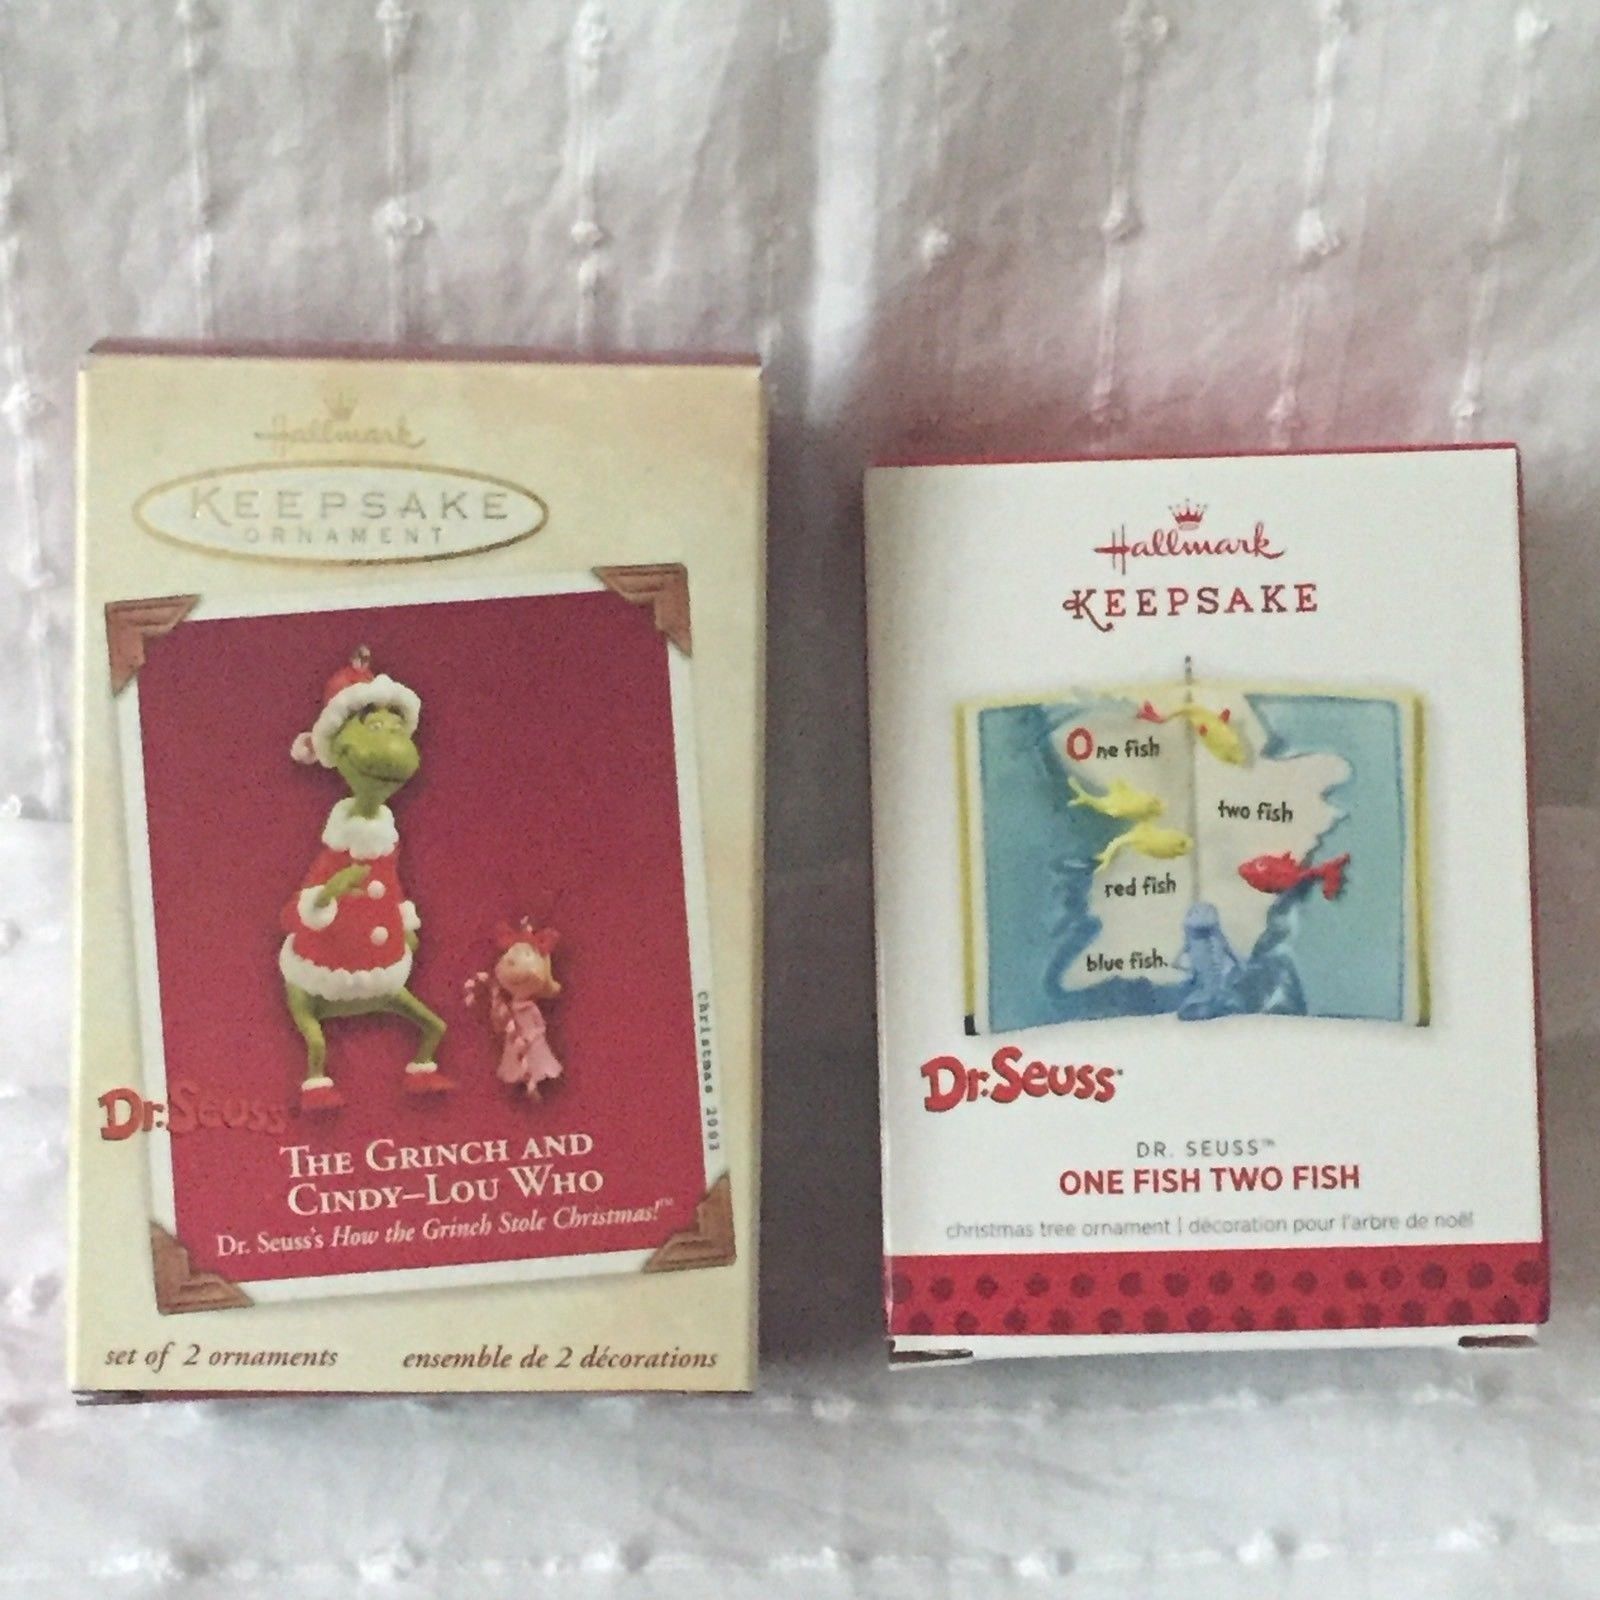 Hallmark
KEEPSAKE
ORNAMENT
Christmas 2003
Dr. Seuss
THE GRINCH AND
CINDY–LOU WHO
Dr. Seuss's How the Grinch Stole Christmas!™
set of 2 ornaments ensemble de 2 décorations
Hallmark
KEEPSAKE
One fish
two fish
red fish
blue fish.
Dr. Seuss
DR. SEUSS™
ONE FISH TWO FISH
christmas tree ornament | décoration pour l'arbre de noël